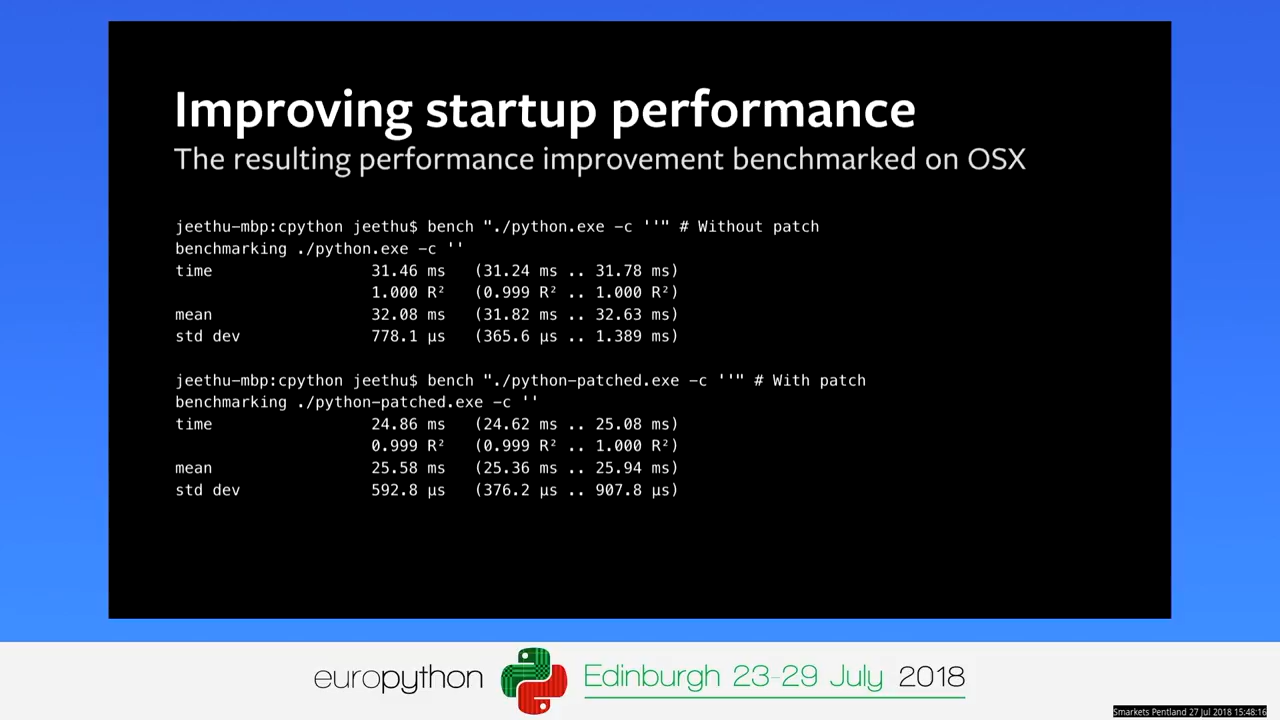 Improving startup performance
The resulting performance improvement benchmarked on OSX
jeethu-mbp:cpython jeethu$ bench "./python.exe -c ''" # Without patch
benchmarking ./python.exe -c ''
time 31.46 ms (31.24 ms .. 31.78 ms)
1.000 R² (0.999 R² .. 1.000 R²)
mean 32.08 ms (31.82 ms .. 32.63 ms)
std dev 778.1 μs (365.6 μs .. 1.389 ms)
jeethu-mbp:cpython jeethu$ bench "./python-patched.exe -c ''" # With patch
benchmarking ./python-patched.exe -c ''
time 24.86 ms (24.62 ms .. 25.08 ms)
0.999 R² (0.999 R² .. 1.000 R²)
mean 25.58 ms (25.36 ms .. 25.94 ms)
std dev 592.8 μs (376.2 μs .. 907.8 μs)
europython Edinburgh 23-29 July 2018
Smarkets Pentland 27 Jul 2018 15:48:16